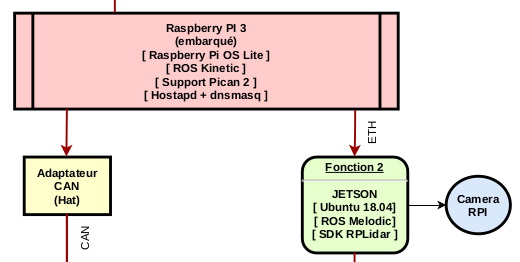 Raspberry PI 3
(embarqué)
[ Raspberry Pi OS Lite ]
[ ROS Kinetic ]
[ Support Pican 2 ]
[ Hostapd + dnsmasq ]
ETH
Adaptateur
CAN
(Hat)
CAN
Fonction 2
JETSON
[ Ubuntu 18.04]
[ ROS Melodic]
[ SDK RPLidar ]
Camera
RPI